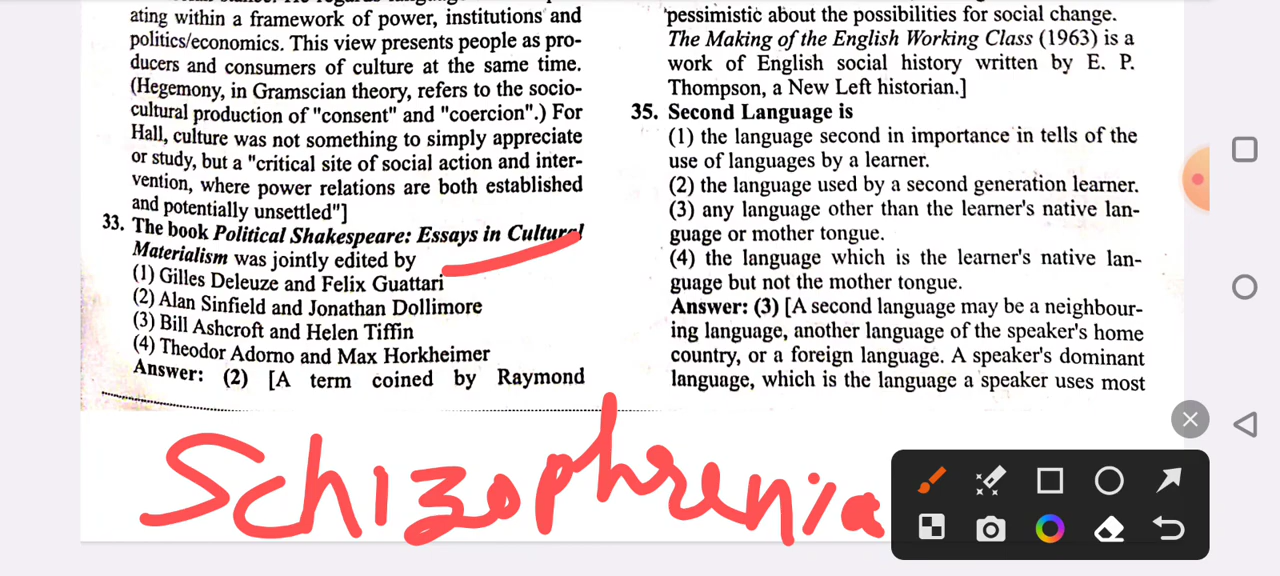 ating within a framework of power, institutions and
politics/economics. This view presents people as pro-
ducers and consumers of culture at the same time.
(Hegemony, in Gramscian theory, refers to the socio-
cultural production of "consent" and "coercion".) For
Hall, culture was not something to simply appreciate
or study, but a "critical site of social action and inter-
vention, where power relations are both established
and potentially unsettled"]
33. The book Political Shakespeare: Essays in Cultural
Materialism was jointly edited by
(1) Gilles Deleuze and Felix Guattari
(2) Alan Sinfield and Jonathan Dollimore
(3) Bill Ashcroft and Helen Tiffin
(4) Theodor Adorno and Max Horkheimer
Answer: (2) [A term coined by Raymond
pessimistic about the possibilities for social change.
The Making of the English Working Class (1963) is a
work of English social history written by E. P.
Thompson, a New Left historian.]
35. Second Language is
(1) the language second in importance in tells of the
use of languages by a learner.
(2) the language used by a second generation learner.
(3) any language other than the learner's native lan-
guage or mother tongue.
(4) the language which is the learner's native lan-
guage but not the mother tongue.
Answer: (3) [A second language may be a neighbour-
ing language, another language of the speaker's home
country, or a foreign language. A speaker's dominant
language, which is the language a speaker uses most
Schizophrenia